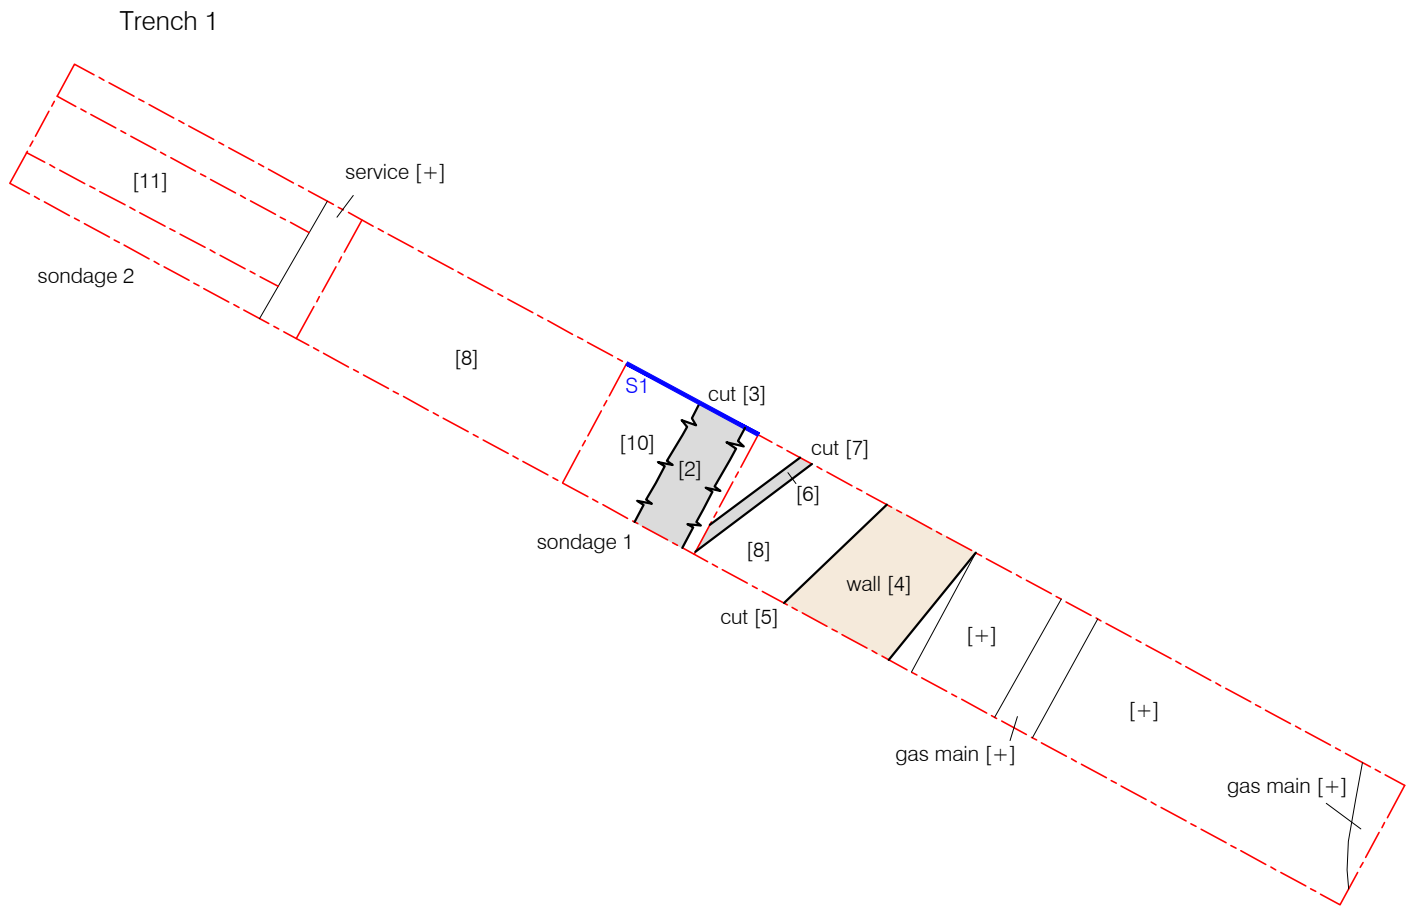 Trench 1
service [+]
[11]
sondage 2
[8]
S1
cut [3]
[10]
[2]
cut [7]
[6]
sondage 1
[8]
wall [4]
cut [5]
[+]
[+]
gas main [+]
gas main [+]